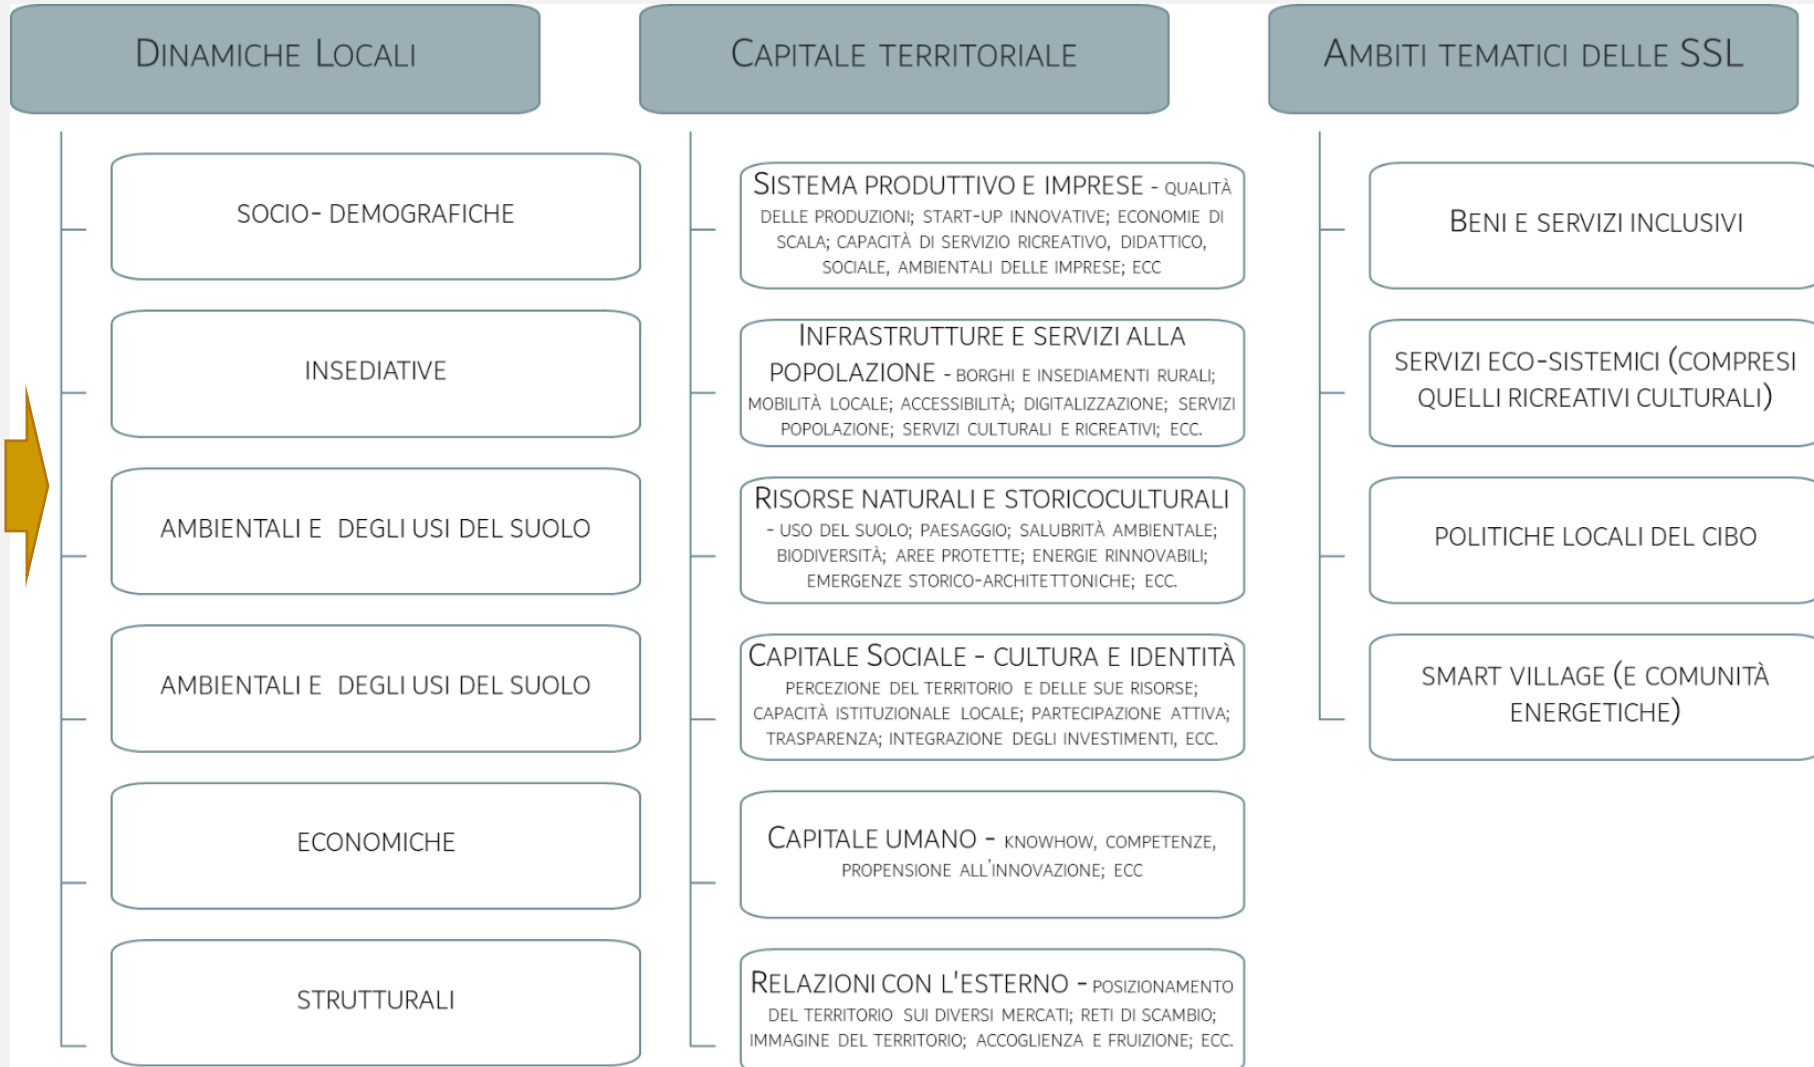 Dinamiche Locali
socio- demografiche
insediative
ambientali e degli usi del suolo
ambientali e degli usi del suolo
economiche
strutturali
Capitale territoriale
Sistema produttivo e imprese - qualità
delle produzioni; start-up innovative; economie di
scala; capacità di servizio ricreativo, didattico,
sociale, ambientali delle imprese; ecc
Infrastrutture e servizi alla
popolazione - borghi e insediamenti rurali;
mobilità locale; accessibilità; digitalizzazione; servizi
popolazione; servizi culturali e ricreativi; ecc.
Risorse naturali e storicoculturali
- uso del suolo; paesaggio; salubrità ambientale;
biodiversità; aree protette; energie rinnovabili;
emergenze storico-architettoniche; ecc.
Capitale Sociale - cultura e identità
percezione del territorio e delle sue risorse;
capacità istituzionale locale; partecipazione attiva;
trasparenza; integrazione degli investimenti, ecc.
Capitale umano - knowhow, competenze,
propensione all'innovazione; ecc
Relazioni con l'esterno - posizionamento
del territorio sui diversi mercati; reti di scambio;
immagine del territorio; accoglienza e fruizione; ecc.
Ambiti tematici delle SSL
Beni e servizi inclusivi
servizi eco-sistemici (compresi
quelli ricreativi culturali)
politiche locali del cibo
smart village (e comunità
energetiche)